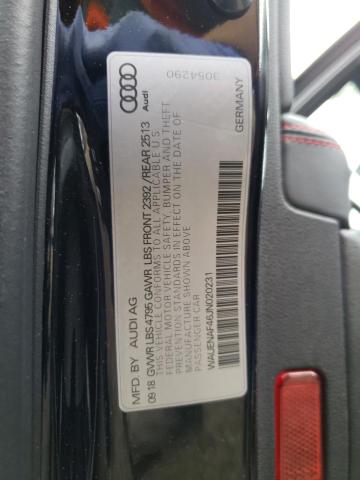 3054290
Audi
GERMANY
MFD. BY AUDI AG
09.18 GVWR LBS 4795 GAWR LBS FRONT 2392 / REAR 2513
THIS VEHICLE CONFORMS TO ALL APPLICABLE U.S.
FEDERAL MOTOR VEHICLE SAFETY, BUMPER AND THEFT
PREVENTION STANDARDS IN EFFECT ON THE DATE OF
MANUFACTURE SHOWN ABOVE.
PASSENGER CAR
WAUENAF46JN020231